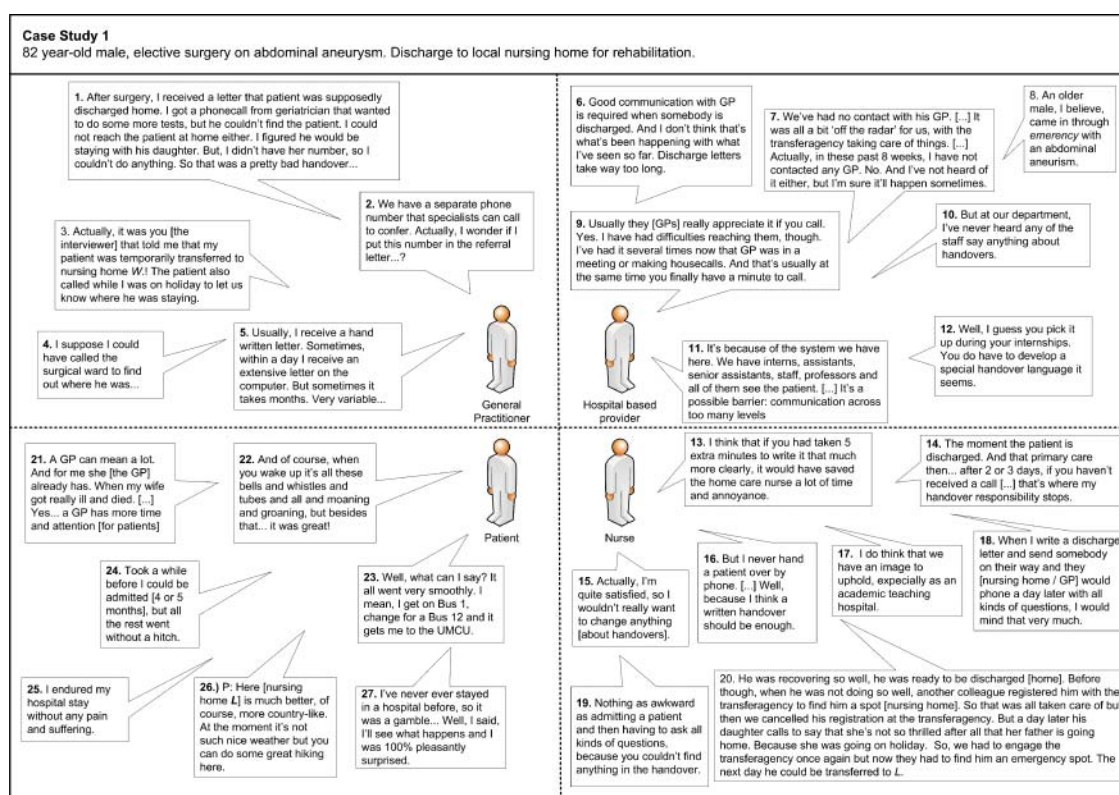 Case Study 1
82 year-old male, elective surgery on abdominal aneurysm. Discharge to local nursing home for rehabilitation.
1. After surgery, I received a letter that patient was supposedly
discharged home. I got a phonecall from geriatrician that wanted
to do some more tests, but he couldn't find the patient. I could
not reach the patient at home either. I figured he would be
staying with his daughter. But, I didn't have her number, so I
couldn't do anything. So that was a pretty bad handover...
2. We have a separate phone
number that specialists can call
to confer. Actually, I wonder if I
put this number in the referral
letter...?
3. Actually, it was you [the
interviewer] that told me that my
patient was temporarily transferred to
nursing home W.! The patient also
called while I was on holiday to let us
know where he was staying.
4. I suppose I could
have called the
surgical ward to find
out where he was...
5. Usually, I receive a hand
written letter. Sometimes,
within a day I receive an
extensive letter on the
computer. But sometimes it
takes months. Very variable...
General
Practitioner
6. Good communication with GP
is required when somebody is
discharged. And I don't think that's
what's been happening with what
I've seen so far. Discharge letters
take way too long.
7. We've had no contact with his GP. [...] It
was all a bit 'off the radar' for us, with the
transferagency taking care of things. [...]
Actually, in these past 8 weeks, I have not
contacted any GP. No. And I've not heard of
it either, but I'm sure it'll happen sometimes.
8. An older
male, I believe,
came in through
emerency with
an abdominal
aneurism.
9. Usually they [GPs] really appreciate it if you call.
Yes. I have had difficulties reaching them, though.
I've had it several times now that GP was in a
meeting or making housecalls. And that's usually at
the same time you finally have a minute to call.
10. But at our department,
I've never heard any of the
staff say anything about
handovers.
11. It's because of the system we have
here. We have interns, assistants,
senior assistants, staff, professors and
all of them see the patient. [...] It's a
possible barrier: communication across
too many levels
12. Well, I guess you pick it
up during your internships.
You do have to develop a
special handover language it
seems.
Hospital based
provider
21. A GP can mean a lot.
And for me she [the GP]
already has. When my wife
got really ill and died. [...]
Yes... a GP has more time
and attention [for patients]
22. And of course, when
you wake up it's all these
bells and whistles and
tubes and all and moaning
and groaning, but besides
that... it was great!
Patient
23. Well, what can I say? It
all went very smoothly. I
mean, I get on Bus 1,
change for a Bus 12 and it
gets me to the UMCU.
24. Took a while
before I could be
admitted [4 or 5
months], but all
the rest went
without a hitch.
25. I endured my
hospital stay
without any pain
and suffering.
26.) P: Here [nursing
home L] is much better, of
course, more country-like.
At the moment it's not
such nice weather but you
can do some great hiking
here.
27. I've never ever stayed
in hospital before, so it
was a gamble... Well, I said,
I'll see what happens and I
was 100% pleasantly
surprised.
13. I think that if you had taken 5
extra minutes to write it that much
more clearly, it would have saved
the home care nurse a lot of time
and annoyance.
14. The moment the patient is
discharged. And that primary care
then... after 2 or 3 days, if you haven't
received a call [...] that's where my
handover responsibility stops.
Nurse
15. Actually, I'm
quite satisfied, so I
wouldn't really want
to change anything
[about handovers].
16. But I never hand
a patient over by
phone. [...] Well,
because I think a
written handover
should be enough.
17. I do think that we
have an image to
uphold, expecially as an
academic teaching
hospital.
18. When I write a discharge
letter and send somebody
on their way and they
[nursing home / GP] would
phone a day later with all
kinds of questions, I would
mind that very much.
19. Nothing as awkward
as admitting a patient
and then having to ask all
kinds of questions,
because you couldn't find
anything in the handover.
20. He was recovering so well, he was ready to be discharged [home]. Before
though, when he was not doing so well, another colleague registered him with the
transferagency to find him a spot [nursing home]. So that was all taken care of bu
then we cancelled his registration at the transferagency. But a day later his
daughter calls to say that she's not so thrilled after all that her father is going
home. Because she was going on holiday. So, we had to engage the
transferagency once again but now they had to find him an emergency spot. The
next day he could be transferred to L.